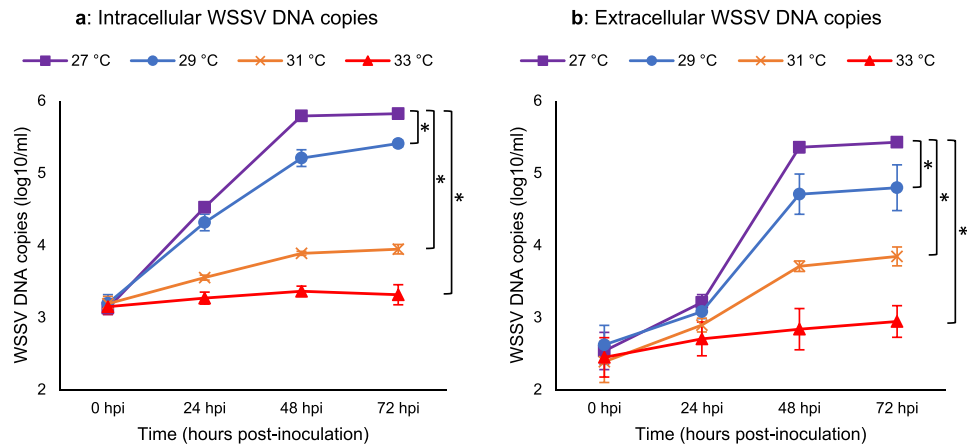 a: Intracellular WSSV DNA copies
27 °C 29 °C 31 °C 33 °C
WSSV DNA copies (log10/ml)
6
5
4
3
2
*
*
*
0 hpi 24 hpi 48 hpi 72 hpi
Time (hours post-inoculation)
b: Extracellular WSSV DNA copies
27 °C 29 °C 31 °C 33 °C
WSSV DNA copies (log10/ml)
6
5
4
3
2
*
*
*
0 hpi 24 hpi 48 hpi 72 hpi
Time (hours post-inoculation)